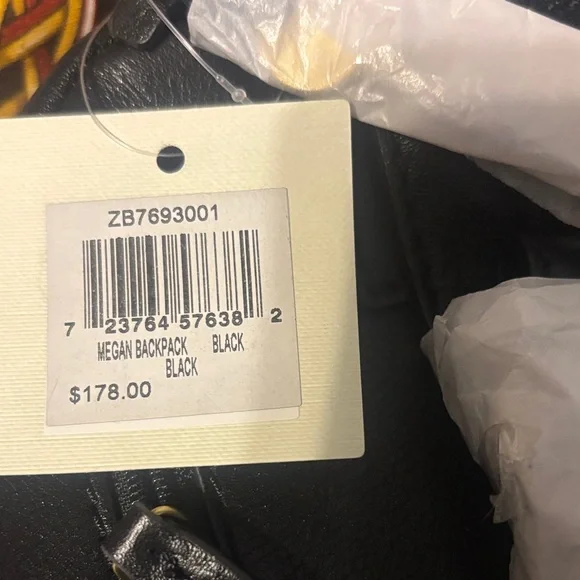 ZB7693001
7 23764 57638 2
MEGAN BACKPACK BLACK
BLACK
$178.00